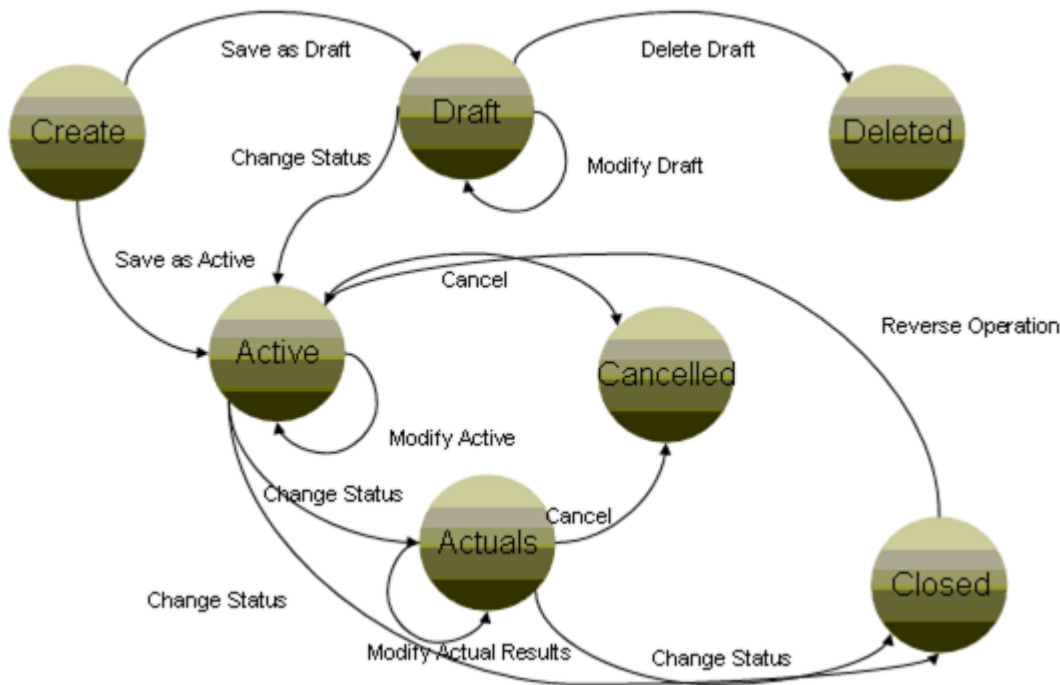 Save as Draft
Delete Draft
Create
Draft
Deleted
Change Status
Modify Draft
Save as Active
Cancel
Reverse Operation
Active
Cancelled
Modify Active
Change Status
Cancel
Actuals
Closed
Change Status
Modify Actual Results
Change Status